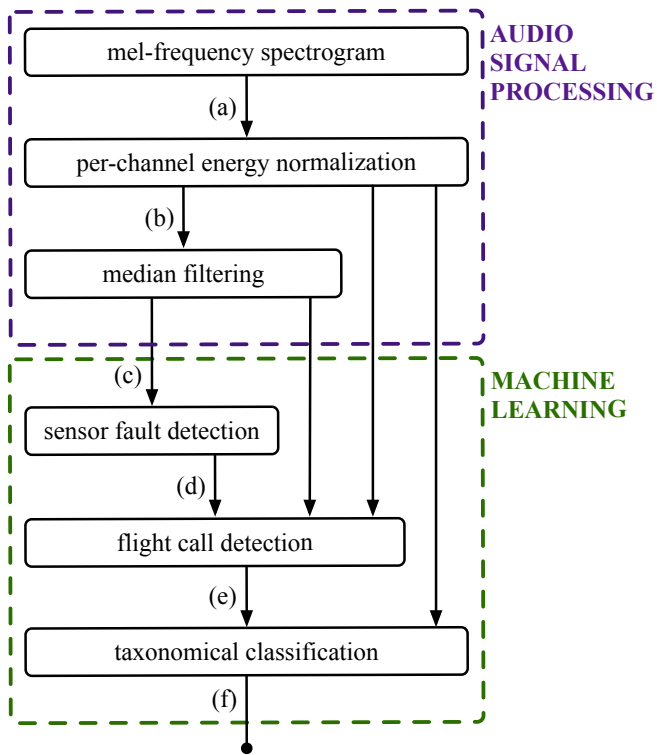 mel-frequency spectrogram
AUDIO
SIGNAL
PROCESSING
(a)
per-channel energy normalization
(b)
median filtering
(c)
MACHINE
LEARNING
sensor fault detection
(d)
flight call detection
(e)
taxonomical classification
(f)